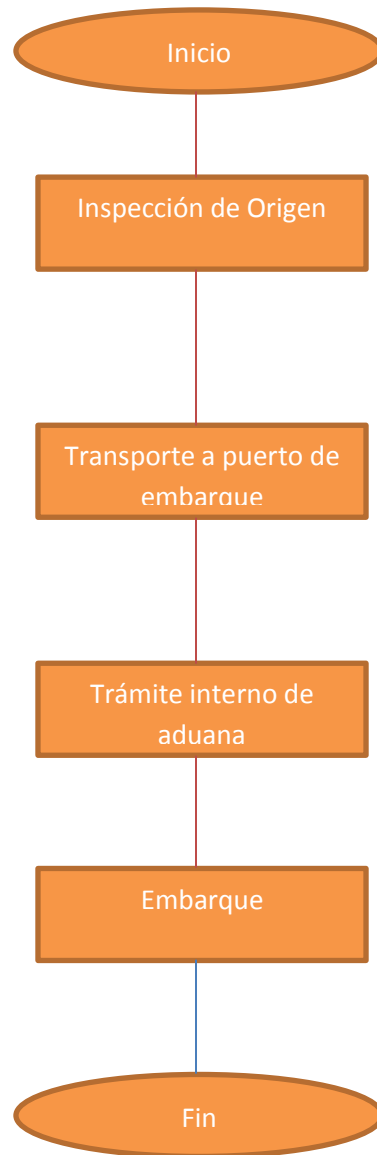 Inicio
Inspección de Origen
Transporte a puerto de
embarque
Trámite interno de
aduana
Embarque
Fin